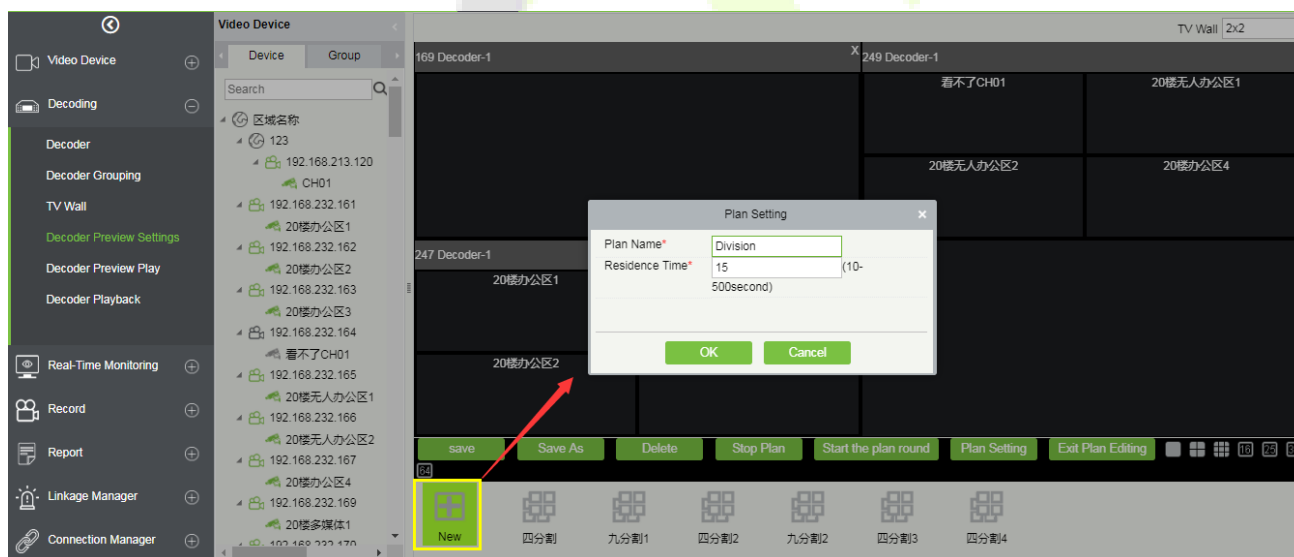 Video Device
Decoding
Decoder
Decoder Grouping
TV Wall
Decoder Preview Settings
Decoder Preview Play
Decoder Playback
Real-Time Monitoring
Record
Report
Linkage Manager
Connection Manager
Video Device
Device Group
Search
区域名称
123
192.168.213.120
CH01
192.168.232.161
20楼办公区1
192.168.232.162
20楼办公区2
192.168.232.163
20楼办公区3
192.168.232.164
看不了CH01
192.168.232.165
20楼无人办公区1
192.168.232.166
20楼无人办公区2
192.168.232.167
20楼办公区4
192.168.232.169
20楼多媒体1
192.168.232.170
TV Wall 2x2
169 Decoder-1 X
249 Decoder-1
看不了CH01
20楼无人办公区1
20楼无人办公区2
20楼办公区4
247 Decoder-1
20楼办公区1
20楼办公区2
Plan Setting ×
Plan Name* Division
Residence Time* 15 (10-
500second)
OK Cancel
save Save As Delete Stop Plan Start the plan round Plan Setting Exit Plan Editing 16 25
64
New 四分割 九分割1 四分割2 九分割2 四分割3 四分割4